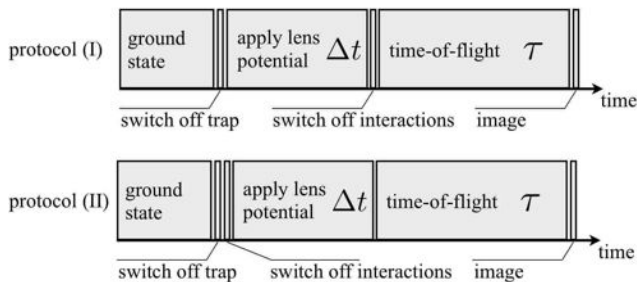 protocol (I)
ground state
apply lens potential Δt
time-of-flight τ
time
switch off trap
switch off interactions
image
protocol (II)
ground state
apply lens potential Δt
time-of-flight τ
time
switch off trap
switch off interactions
image